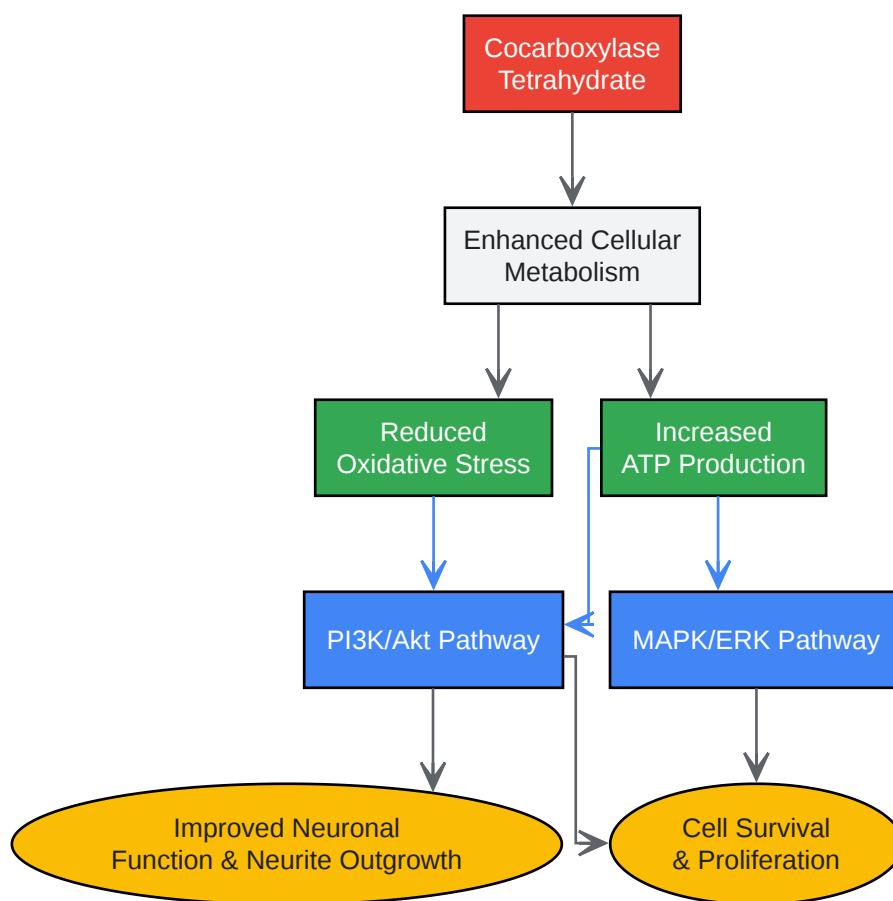 Cocarboxylase
Tetrahydrate
Enhanced Cellular
Metabolism
Reduced
Oxidative Stress
Increased
ATP Production
PI3K/Akt Pathway
MAPK/ERK Pathway
Improved Neuronal
Function & Neurite Outgrowth
Cell Survival
& Proliferation